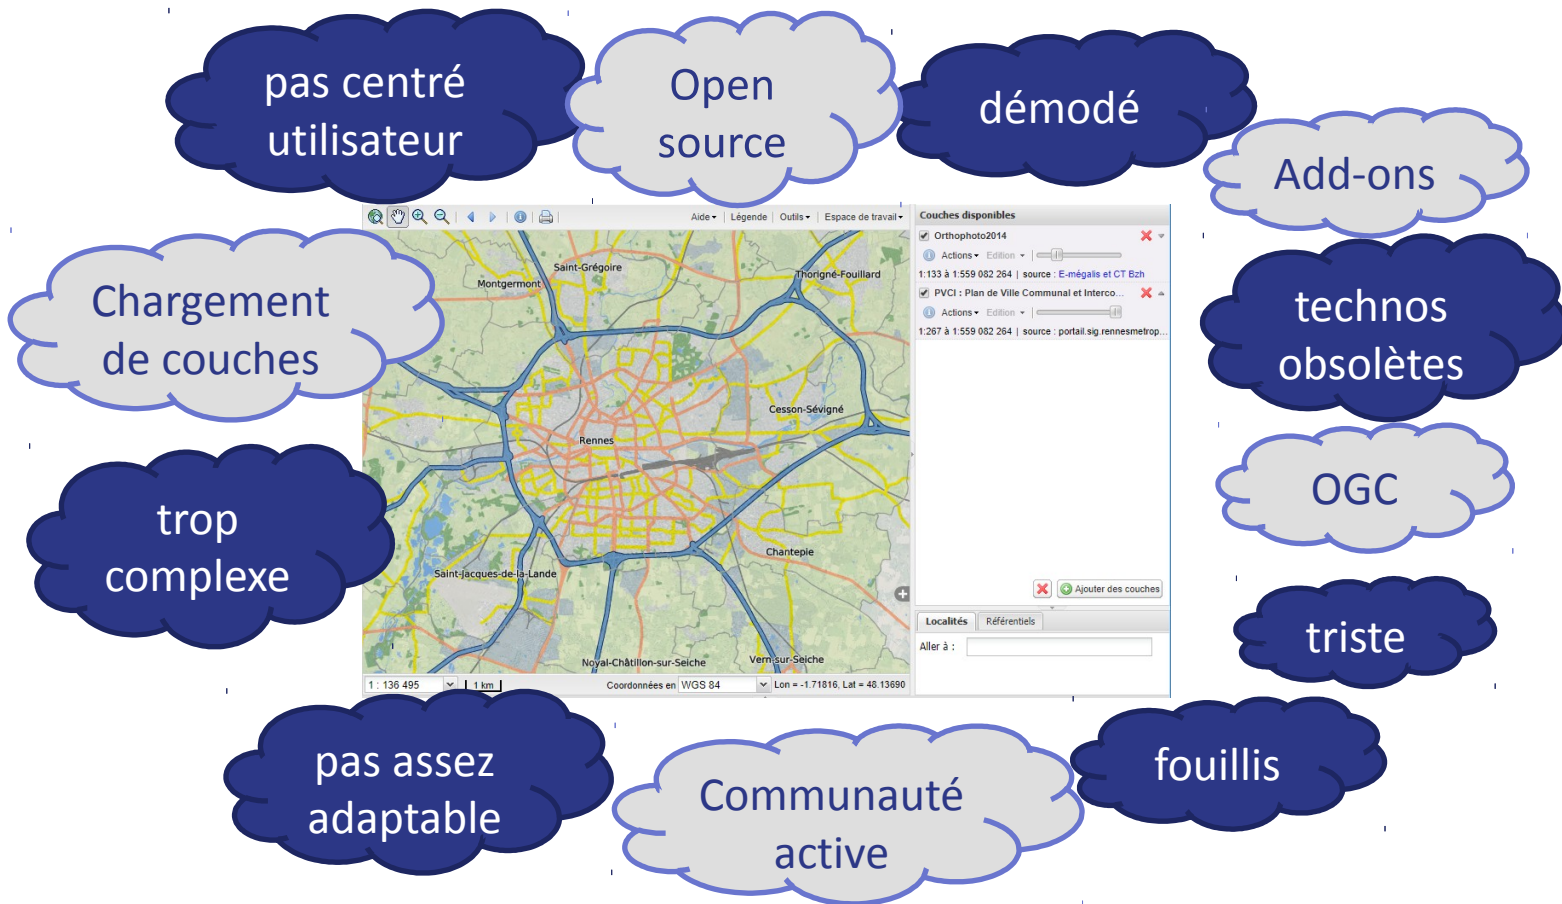 pas centré
utilisateur
Open
source
démodé
Add-ons
Chargement
de couches
technos
obsolètes
trop
complexe
OGC
triste
pas assez
adaptable
Communauté
active
fouillis
Aide
Légende
Outils
Espace de travail
Couches disponibles
Orthophoto2014
Actions
Edition
1:133 à 1:559 082 264 | source : E-mégalis et CT Bzh
PVCI : Plan de Ville Communal et Interco...
Actions
Edition
1:267 à 1:559 082 264 | source : portail.sig.rennesmetrop...
Saint-Grégoire
Montgermont
Thorigné-Fouillard
Cesson-Sévigné
Rennes
Chantepie
Saint-Jacques-de-la-Lande
Noyal-Châtillon-sur-Seiche
Vern-sur-Seiche
Ajouter des couches
Localités
Référentiels
Aller à :
1 : 136 495
1 km
Coordonnées en WGS 84
Lon = -1.71816, Lat = 48.13690